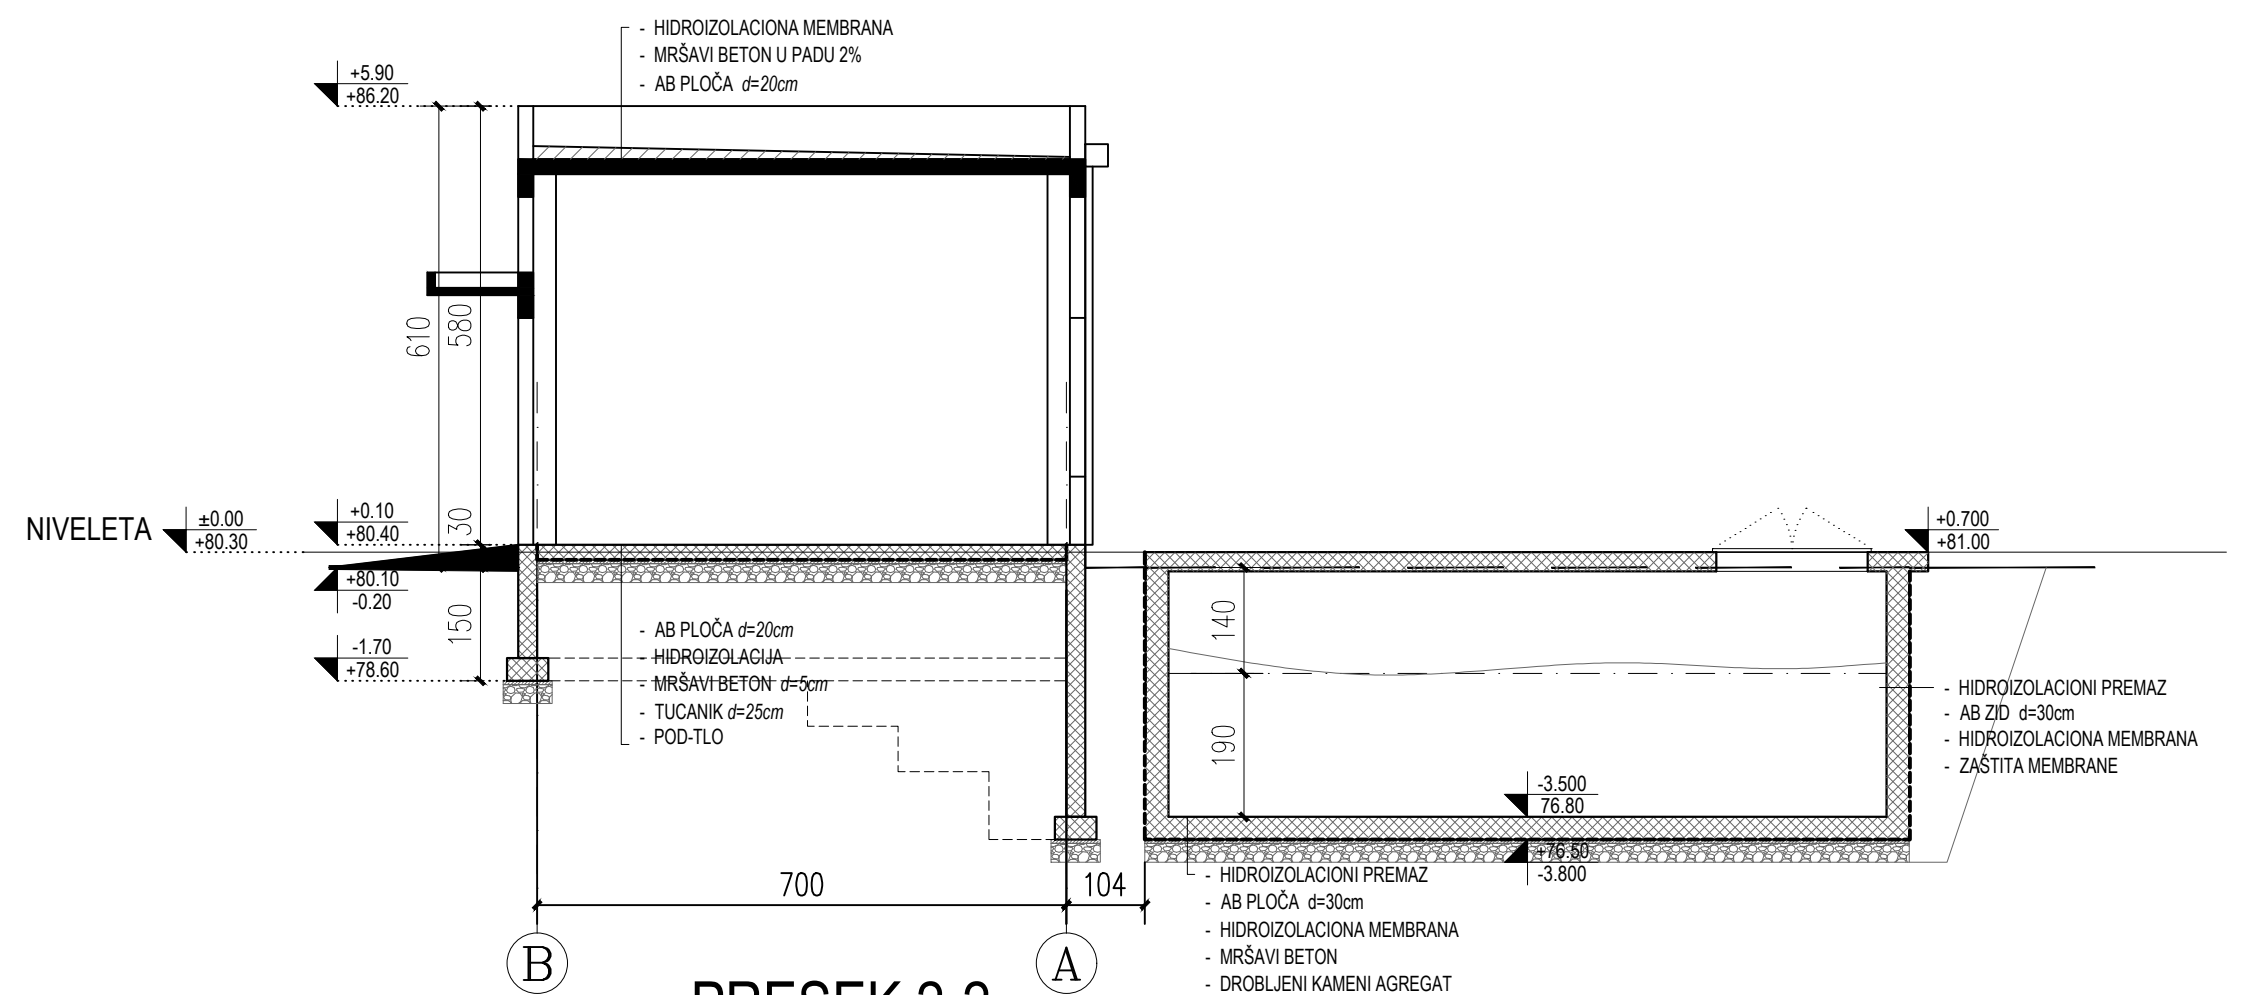 - HIDROIZOLACIONA MEMBRANA
- MRŠAVI BETON U PADU 2%
- AB PLOČA d=20cm
+5.90
+86.20
610
580
30
150
NIVELETA
±0.00
+80.30
+0.10
+80.40
+80.10
-0.20
-1.70
+78.60
- AB PLOČA d=20cm
- HIDROIZOLACIJA
- MRŠAVI BETON d=5cm
- TUCANIK d=25cm
- POD-TLO
+0.700
+81.00
140
190
- HIDROIZOLACIONI PREMAZ
- AB ZID d=30cm
- HIDROIZOLACIONA MEMBRANA
- ZAŠTITA MEMBRANE
-3.500
76.80
+76.50
-3.800
700
104
- HIDROIZOLACIONI PREMAZ
- AB PLOČA d=30cm
- HIDROIZOLACIONA MEMBRANA
- MRŠAVI BETON
- DROBLJENI KAMENI AGREGAT
B
A
PRESEK 2-2